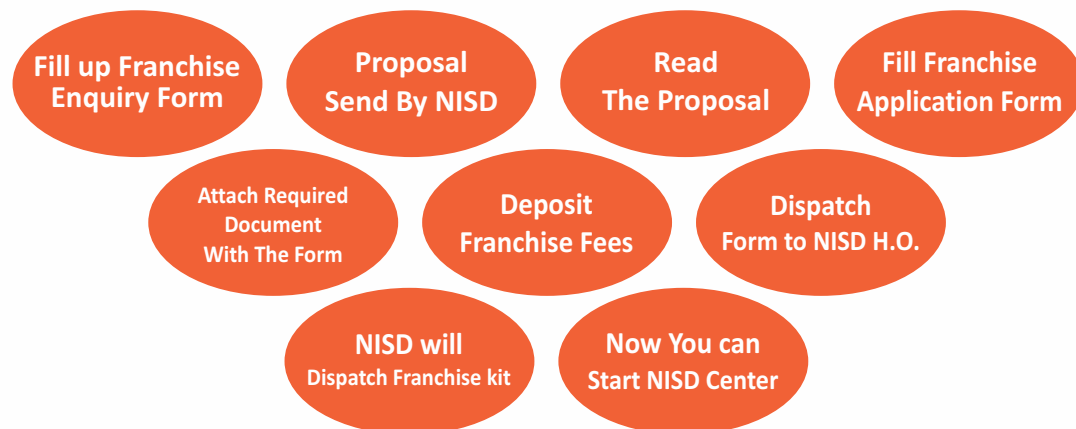 Fill up Franchise
Enquiry Form
Proposal
Send By NISD
Read
The Proposal
Fill Franchise
Application Form
Attach Required
Document
With The Form
Deposit
Franchise Fees
Dispatch
Form to NISD H.O.
NISD will
Dispatch Franchise kit
Now You can
Start NISD Center